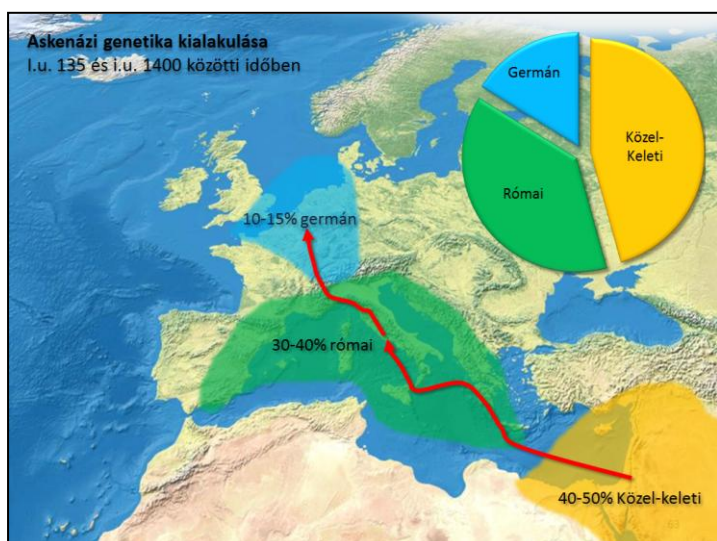 Askenázi genetika kialakulása
I.u. 135 és i.u. 1400 közötti időben
Germán
Közel-
Keleti
Római
10-15% germán
30-40% római
40-50% Közel-keleti